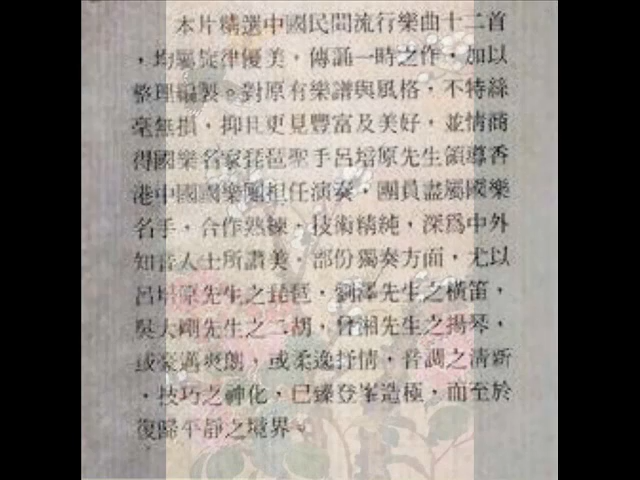 本片精選中國民間流行樂曲十二首
，均屬旋律優美，傳誦一時之作，加以
整理編製。對原有樂譜與風格，不特絲
毫無損，抑且更見豐富及美好，並情商
得國樂名家琵琶聖手呂培原先生領導香
港中國國樂團担任演奏，團員盡屬國樂
名手，合作熟練，技術精純，深為中外
知音人士所讚美。部份獨奏方面，尤以
呂培原先生之琵琶，劉澤先生之橫笛，
吳大剛先生之二胡，曾湘先生之揚琴，
或豪邁爽朗，或柔逸抒情，音調之清新
，技巧之神化，已臻登峯造極，而至於
復歸平靜之境界。